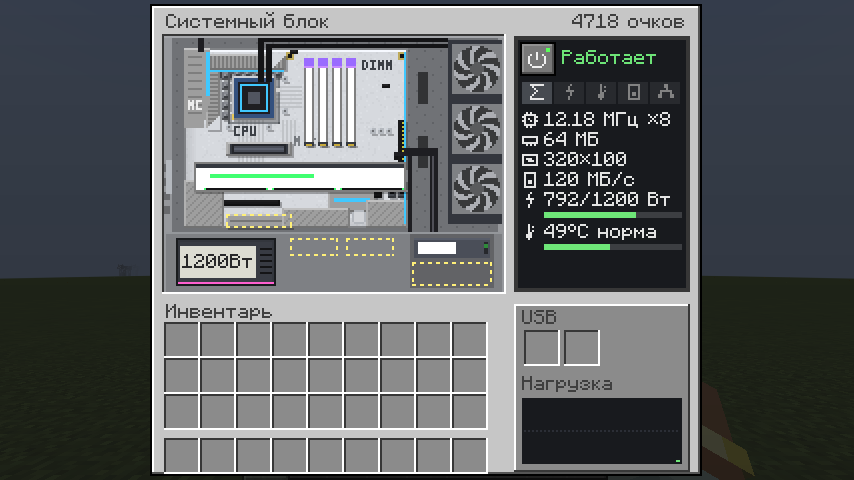 Системный блок
4718 очков
DIMM
MC
CPU
M
1200Вт
Работает
12.18 МГц x8
64 МБ
320×100
120 МБ/с
792/1200 Вт
49°C норма
Инвентарь
USB
Нагрузка